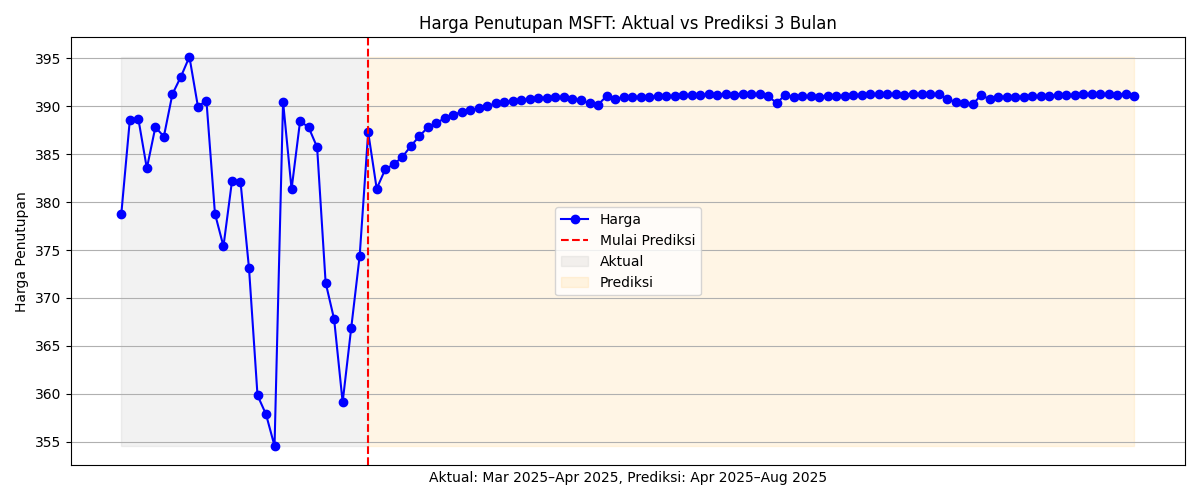 Harga Penutupan MSFT: Aktual vs Prediksi 3 Bulan
Harga Penutupan
395
390
385
380
375
370
365
360
355
Harga
Mulai Prediksi
Aktual
Prediksi
Aktual: Mar 2025–Apr 2025, Prediksi: Apr 2025–Aug 2025